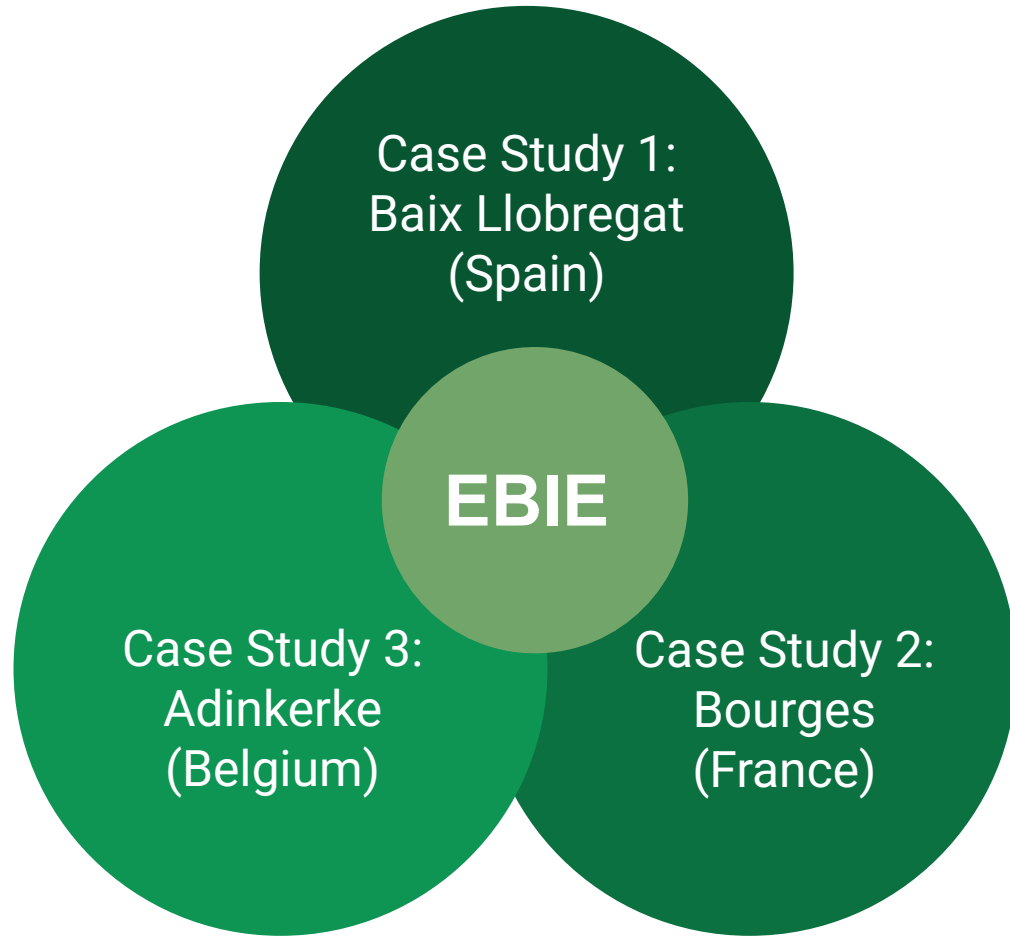 Case Study 1:
Baix Llobregat
(Spain)
EBIE
Case Study 3:
Adinkerke
(Belgium)
Case Study 2:
Bourges
(France)